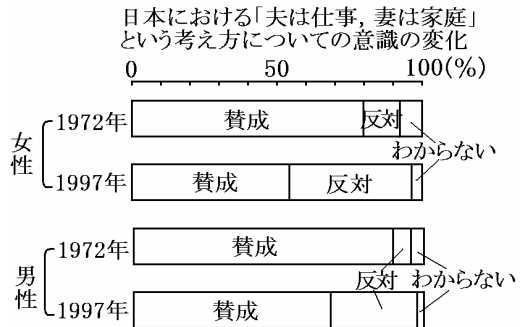 日本における「夫は仕事，妻は家庭」
という考え方についての意識の変化
0 50 100(%)
女性
1972年 賛成 反対
わからない
1997年 賛成 反対
男性
1972年 賛成
反対 わからない
1997年 賛成